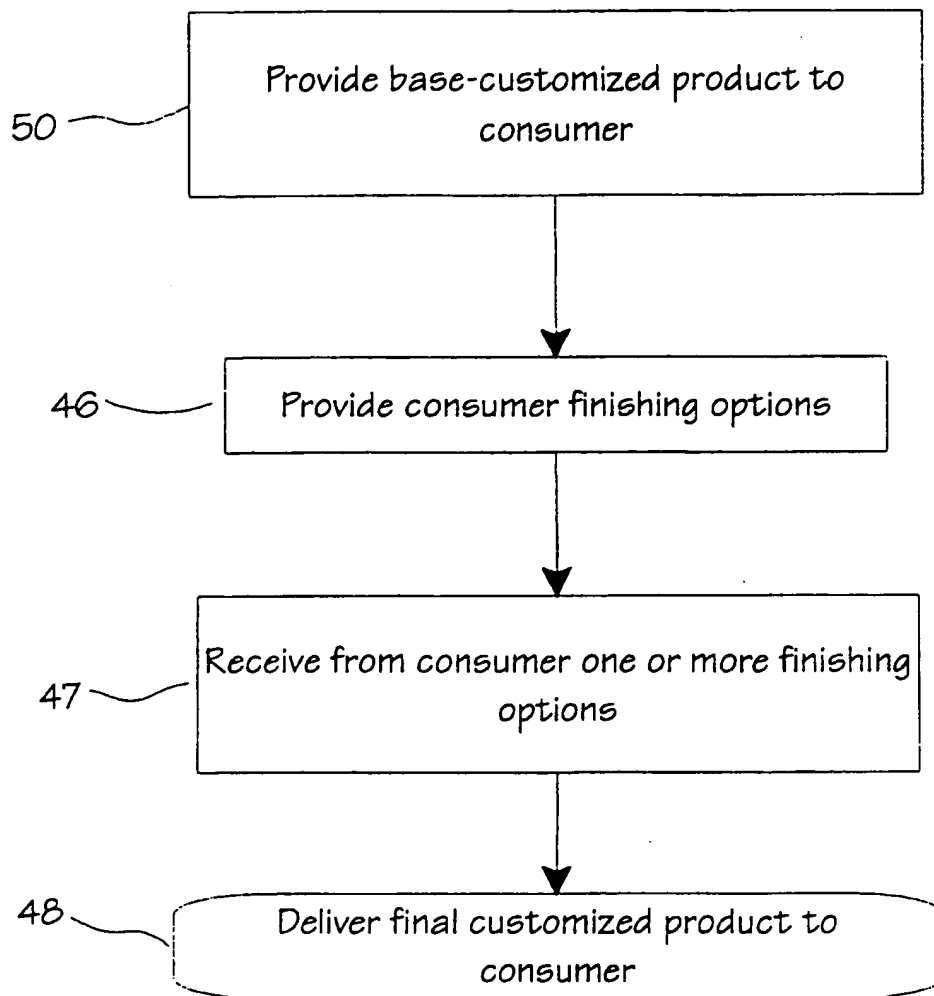 Provide base-customized product to
consumer
50
Provide consumer finishing options
46
Receive from consumer one or more finishing
options
47
Deliver final customized product to
consumer
48